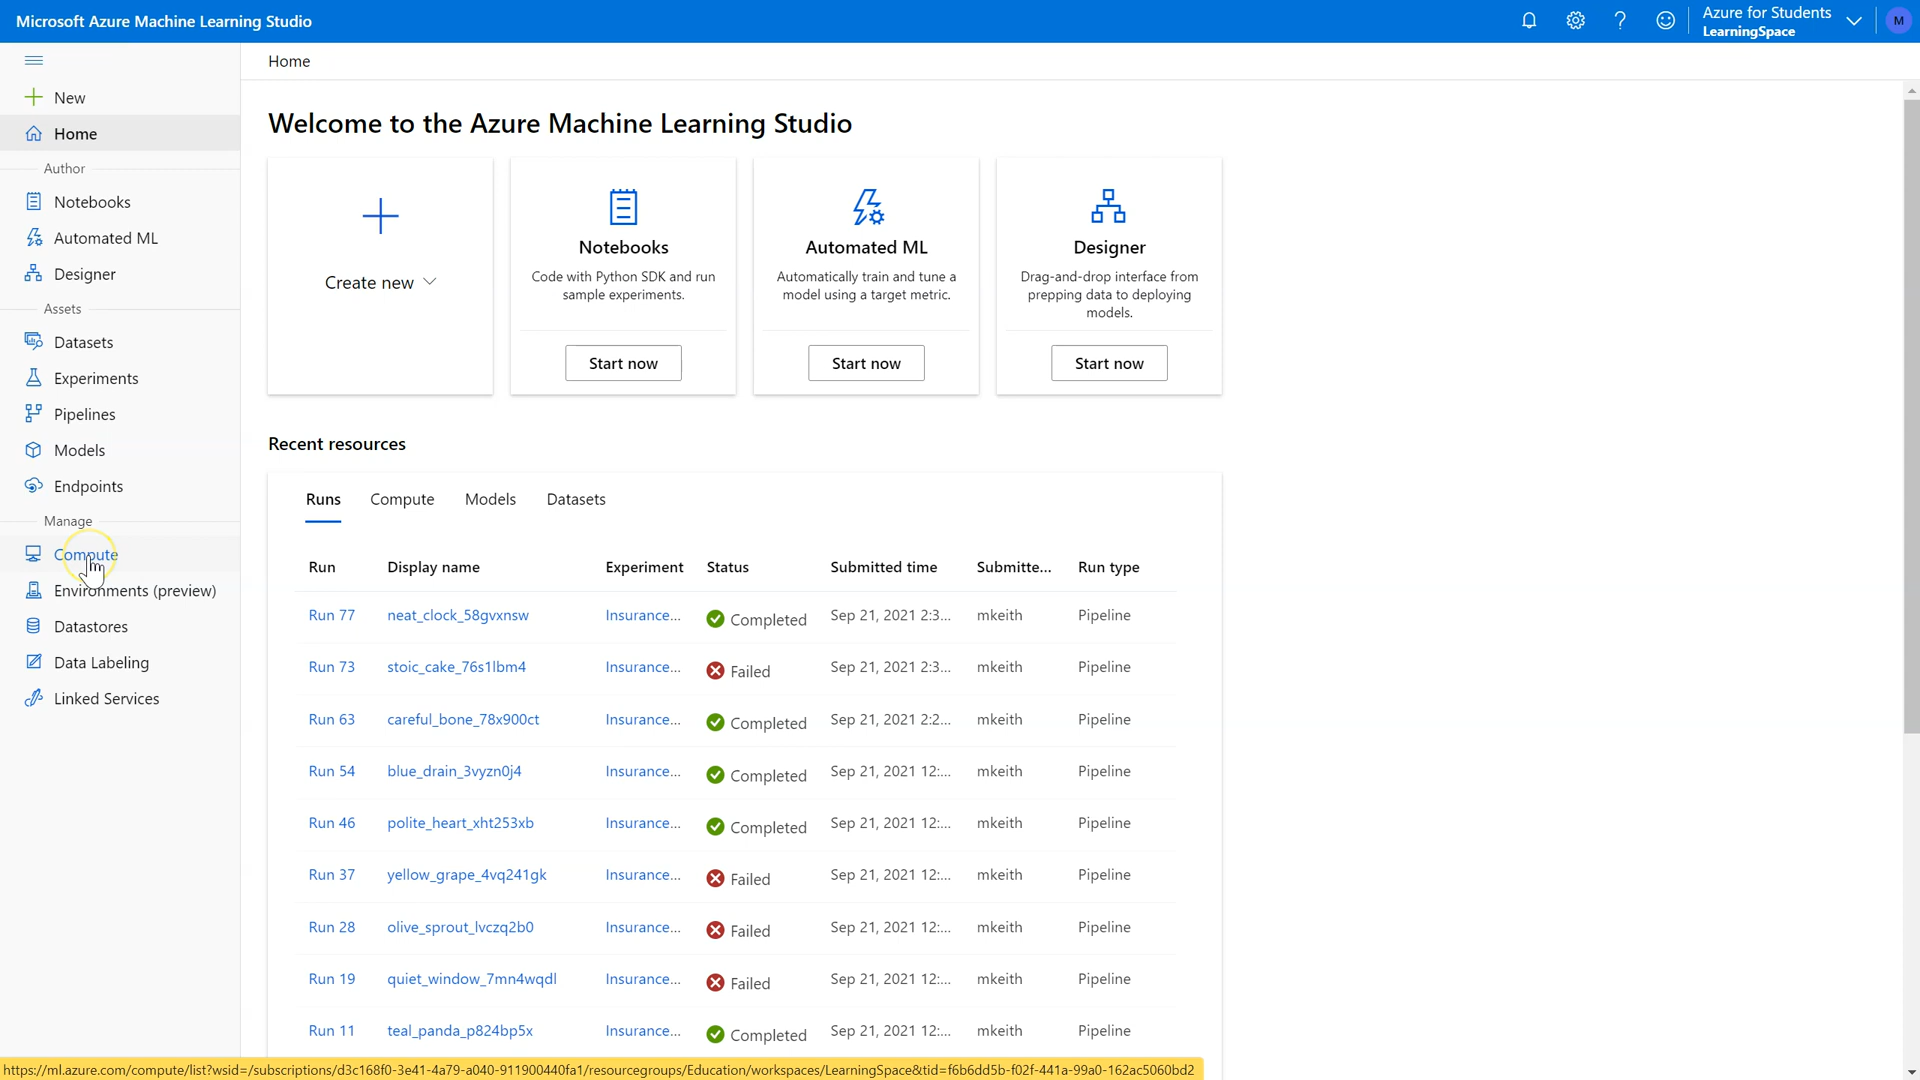 Microsoft Azure Machine Learning Studio
Azure for Students
LearningSpace
M
Home
New
Home
Author
Notebooks
Automated ML
Designer
Assets
Datasets
Experiments
Pipelines
Models
Endpoints
Manage
Compute
Environments (preview)
Datastores
Data Labeling
Linked Services
Welcome to the Azure Machine Learning Studio
Create new
Notebooks
Code with Python SDK and run
sample experiments.
Start now
Automated ML
Automatically train and tune a
model using a target metric.
Start now
Designer
Drag-and-drop interface from
prepping data to deploying
models.
Start now
Recent resources
Runs Compute Models Datasets
Run Display name Experiment Status Submitted time Submitte... Run type
Run 77 neat_clock_58gvxnsw Insurance... Completed Sep 21, 2021 2:3... mkeith Pipeline
Run 73 stoic_cake_76s1lbm4 Insurance... Failed Sep 21, 2021 2:3... mkeith Pipeline
Run 63 careful_bone_78x900ct Insurance... Completed Sep 21, 2021 2:2... mkeith Pipeline
Run 54 blue_drain_3vyzn0j4 Insurance... Completed Sep 21, 2021 12:... mkeith Pipeline
Run 46 polite_heart_xht253xb Insurance... Completed Sep 21, 2021 12:... mkeith Pipeline
Run 37 yellow_grape_4vq241gk Insurance... Failed Sep 21, 2021 12:... mkeith Pipeline
Run 28 olive_sprout_lvczq2b0 Insurance... Failed Sep 21, 2021 12:... mkeith Pipeline
Run 19 quiet_window_7mn4wqdl Insurance... Failed Sep 21, 2021 12:... mkeith Pipeline
Run 11 teal_panda_p824bp5x Insurance... Completed Sep 21, 2021 12:... mkeith Pipeline
https://ml.azure.com/compute/list?wsid=/subscriptions/d3c168f0-3e41-4a79-a040-911900440fa1/resourcegroups/Education/workspaces/LearningSpace&tid=f6b6dd5b-f02f-441a-99a0-162ac5060bd2